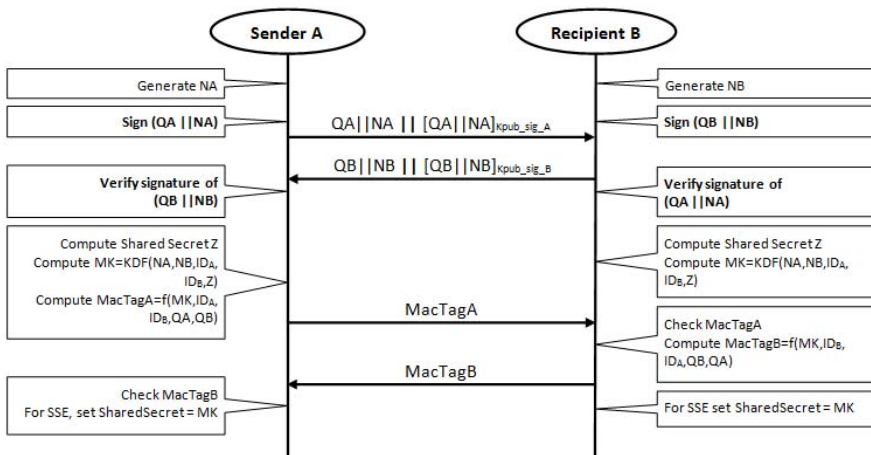 Sender A
Recipient B
Generate NA
Generate NB
Sign (QA ||NA)
QA||NA || [QA||NA]Kpub_sig_A
Sign (QB ||NB)
QB||NB || [QB||NB]Kpub_sig_B
Verify signature of
(QB ||NB)
Verify signature of
(QA ||NA)
Compute Shared Secret Z
Compute MK=KDF(NA,NB,IDA,
IDB,Z)
Compute MacTagA=f(MK,IDA,
IDB,QA,QB)
Compute Shared Secret Z
Compute MK=KDF(NA,NB,IDA,
IDB,Z)
MacTagA
Check MacTagA
Compute MacTagB=f(MK,IDB,
IDA,QB,QA)
MacTagB
Check MacTagB
For SSE, set SharedSecret = MK
For SSE set SharedSecret = MK